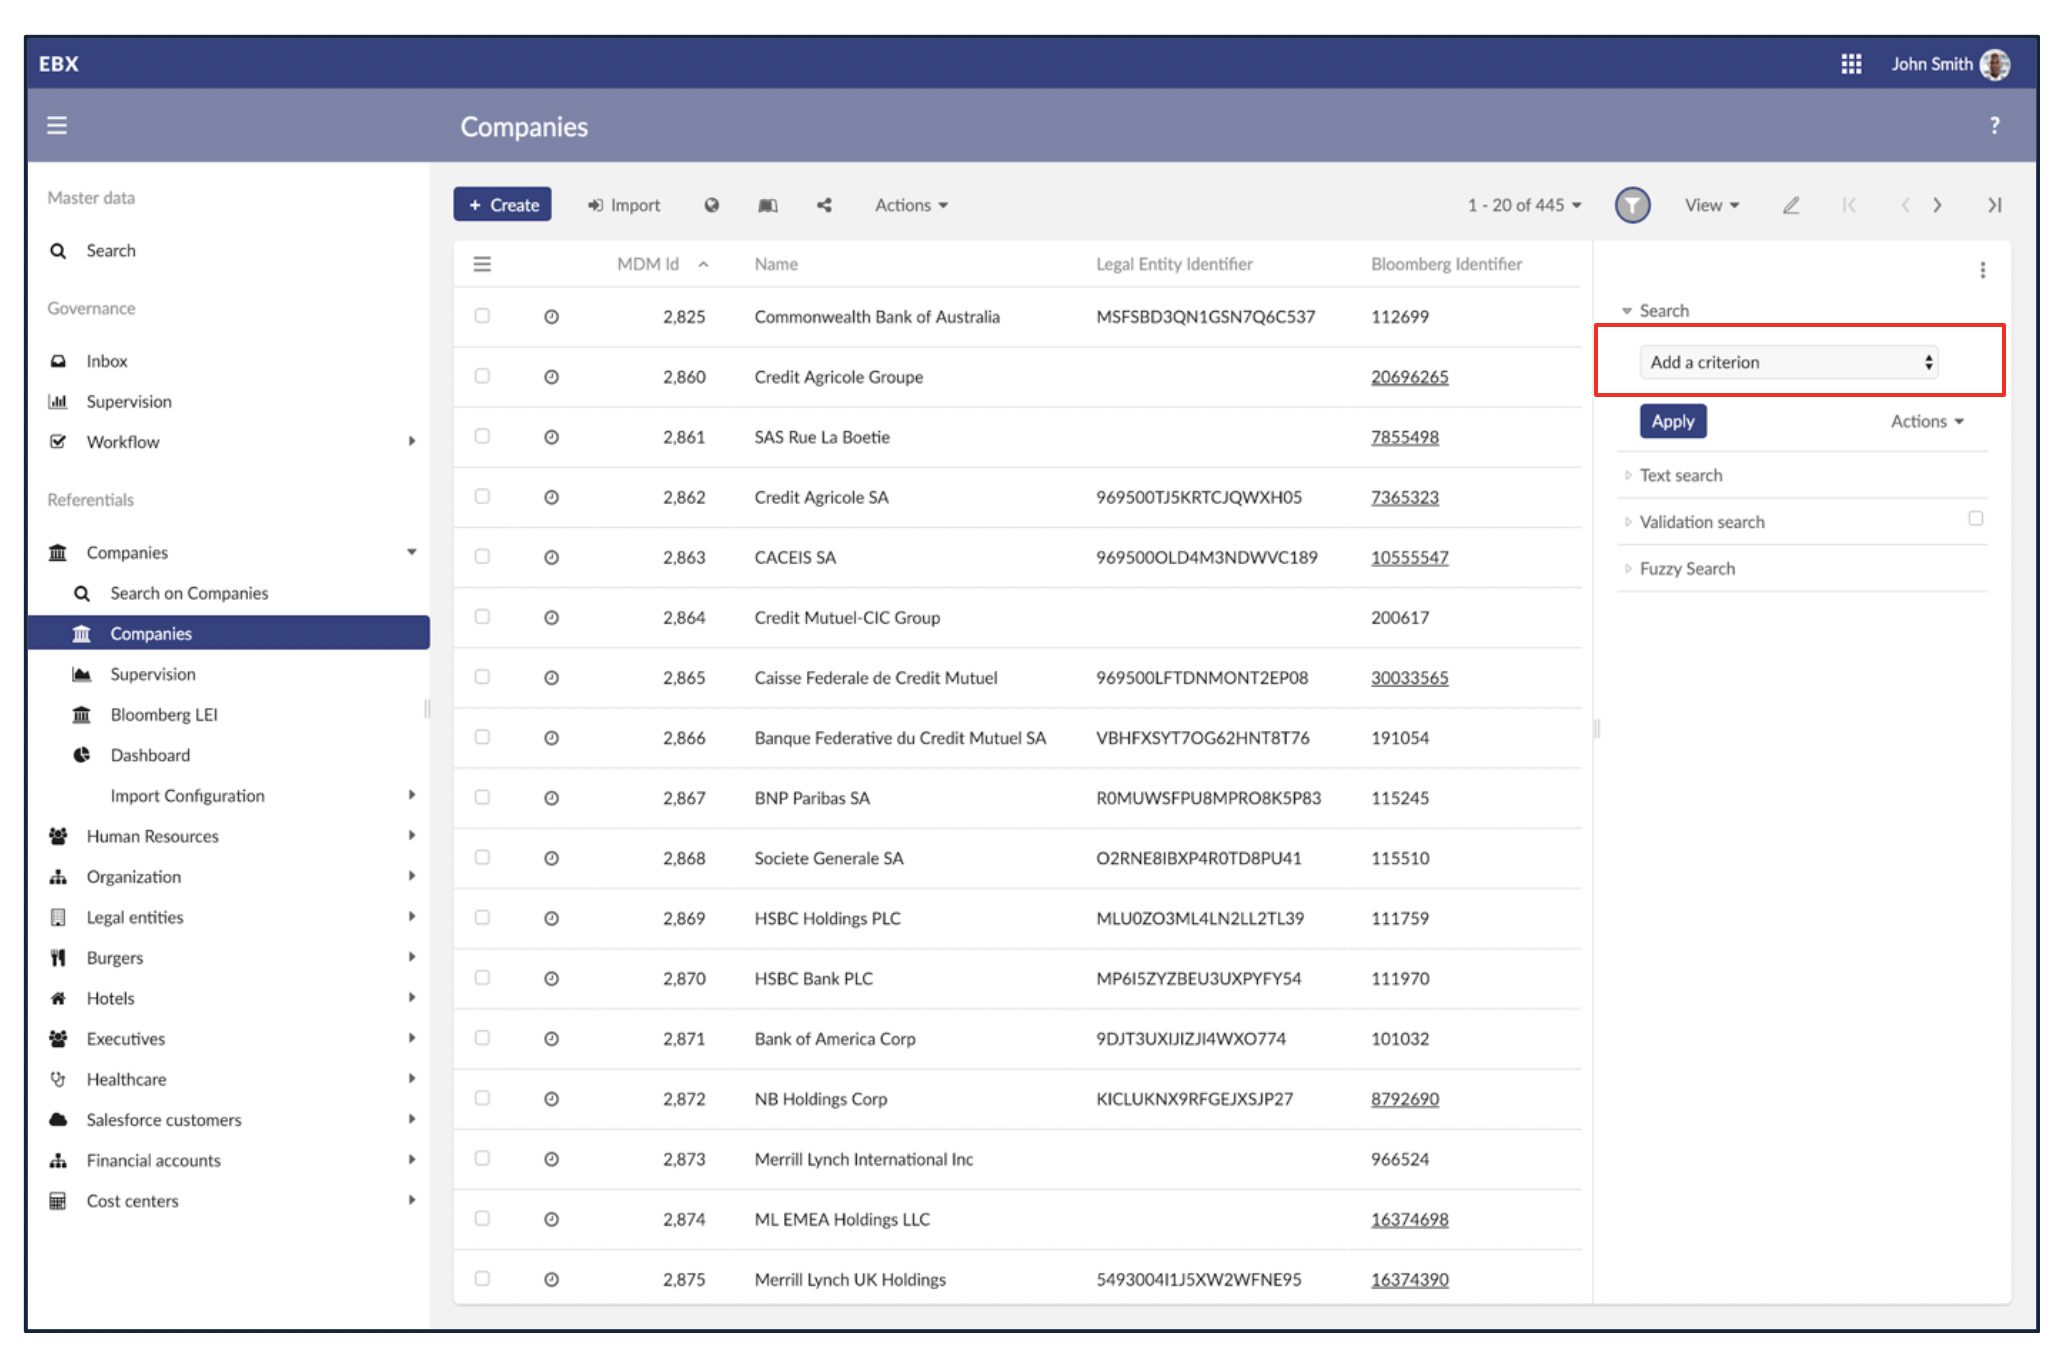 EBX
John Smith
Companies
?
Master data
Search
Governance
Inbox
Supervision
Workflow
Referentials
Companies
Search on Companies
Companies
Supervision
Bloomberg LEI
Dashboard
Import Configuration
Human Resources
Organization
Legal entities
Burgers
Hotels
Executives
Healthcare
Salesforce customers
Financial accounts
Cost centers
+ Create Import Actions 1 - 20 of 445 View
MDM Id Name Legal Entity Identifier Bloomberg Identifier
2,825 Commonwealth Bank of Australia MSFSBD3QN1GSN7Q6C537 112699
2,860 Credit Agricole Groupe 20696265
2,861 SAS Rue La Boetie 7855498
2,862 Credit Agricole SA 969500TJ5KRTCJQWXH05 7365323
2,863 CACEIS SA 969500OLD4M3NDWVC189 10555547
2,864 Credit Mutuel-CIC Group 200617
2,865 Caisse Federale de Credit Mutuel 969500LFTDNMONT2EP08 30033565
2,866 Banque Federative du Credit Mutuel SA VBHFXSYT7OG62HNT8T76 191054
2,867 BNP Paribas SA R0MUWSFPU8MPRO8K5P83 115245
2,868 Societe Generale SA O2RNE8IBXP4R0TD8PU41 115510
2,869 HSBC Holdings PLC MLU0ZO3ML4LN2LL2TL39 111759
2,870 HSBC Bank PLC MP6I5ZYZBEU3UXPYFY54 111970
2,871 Bank of America Corp 9DJT3UXIJIZJI4WXO774 101032
2,872 NB Holdings Corp KICLUKNX9RFGEJXSJP27 8792690
2,873 Merrill Lynch International Inc 966524
2,874 ML EMEA Holdings LLC 16374698
2,875 Merrill Lynch UK Holdings 5493004I1J5XW2WFNE95 16374390
Search
Add a criterion
Apply Actions
Text search
Validation search
Fuzzy Search